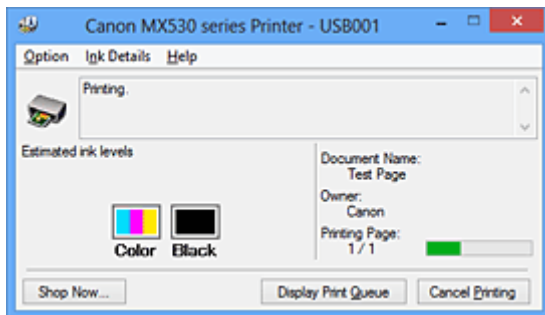 Canon MX530 series Printer - USB001
Option Ink Details Help
Printing.
Estimated ink levels
Document Name:
Test Page
Owner:
Canon
Printing Page:
1 / 1
Color Black
Shop Now... Display Print Queue Cancel Printing